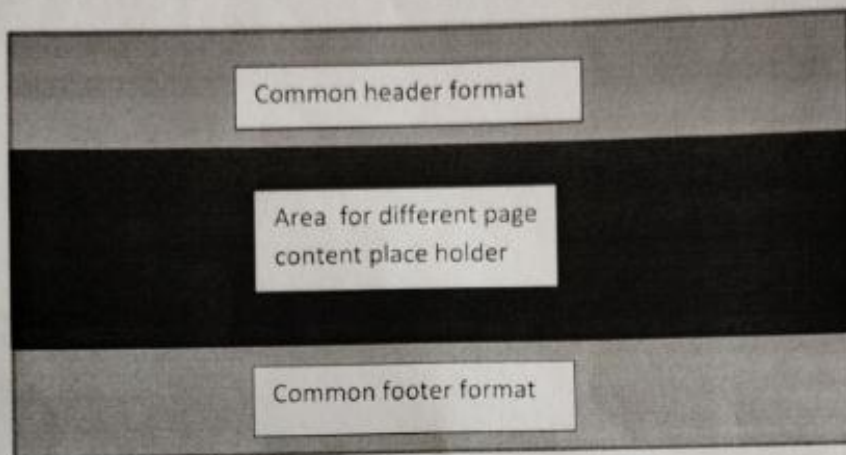 Common header format
Area for different page
content place holder
Common footer format